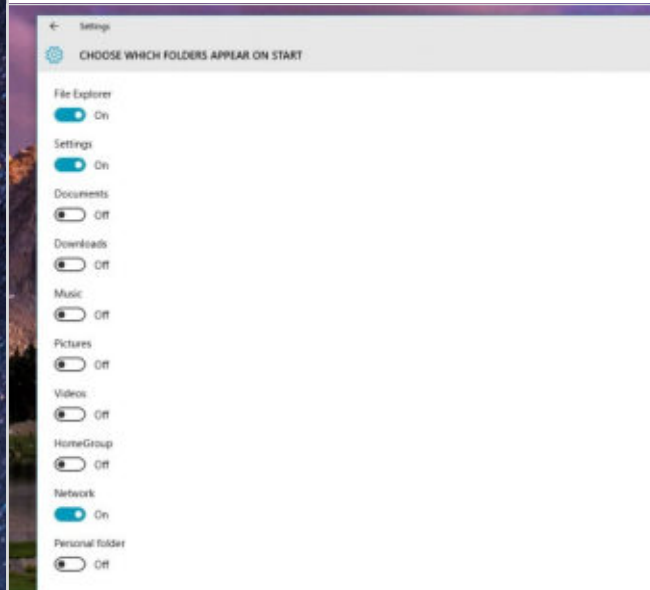 Settings
CHOOSE WHICH FOLDERS APPEAR ON START
File Explorer
On
Settings
On
Documents
Off
Downloads
Off
Music
Off
Pictures
Off
Videos
Off
HomeGroup
Off
Network
On
Personal folder
Off